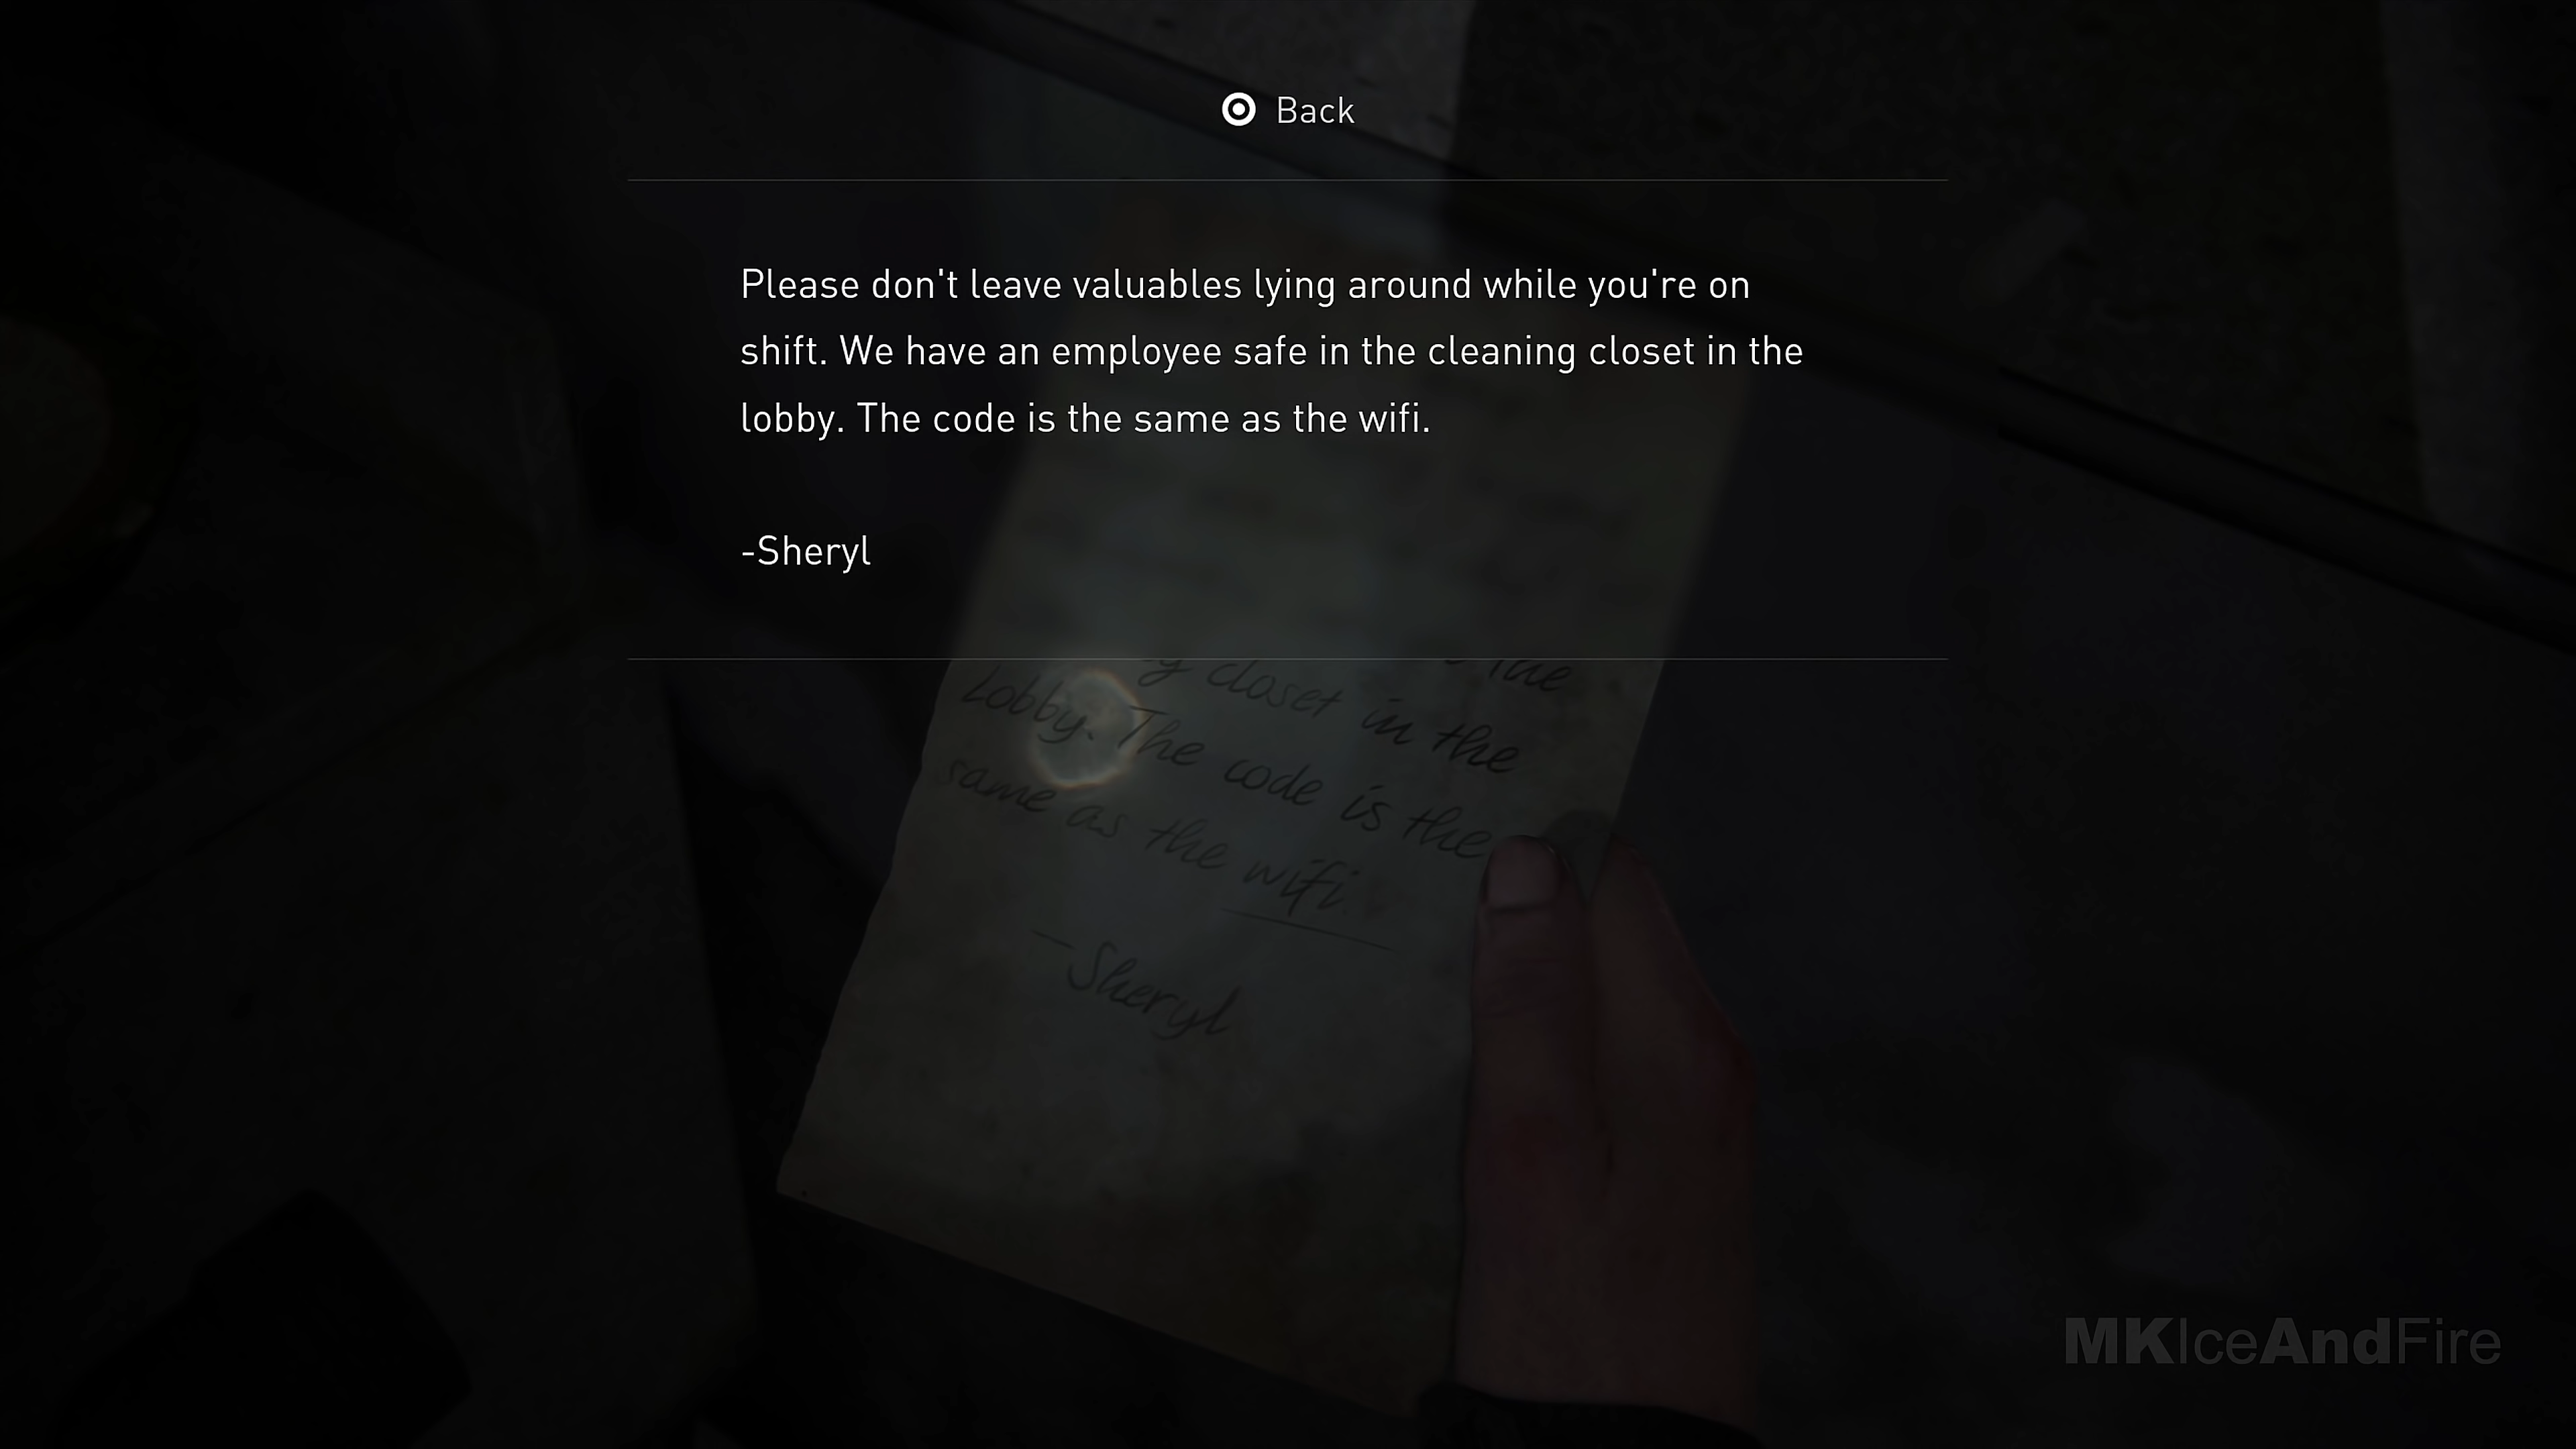 Back
Please don't leave valuables lying around while you're on
shift. We have an employee safe in the cleaning closet in the
lobby. The code is the same as the wifi.
-Sheryl
closet in the
Lobby. The code is the
same as the wifi
—Sheryl
MKIceAndFire